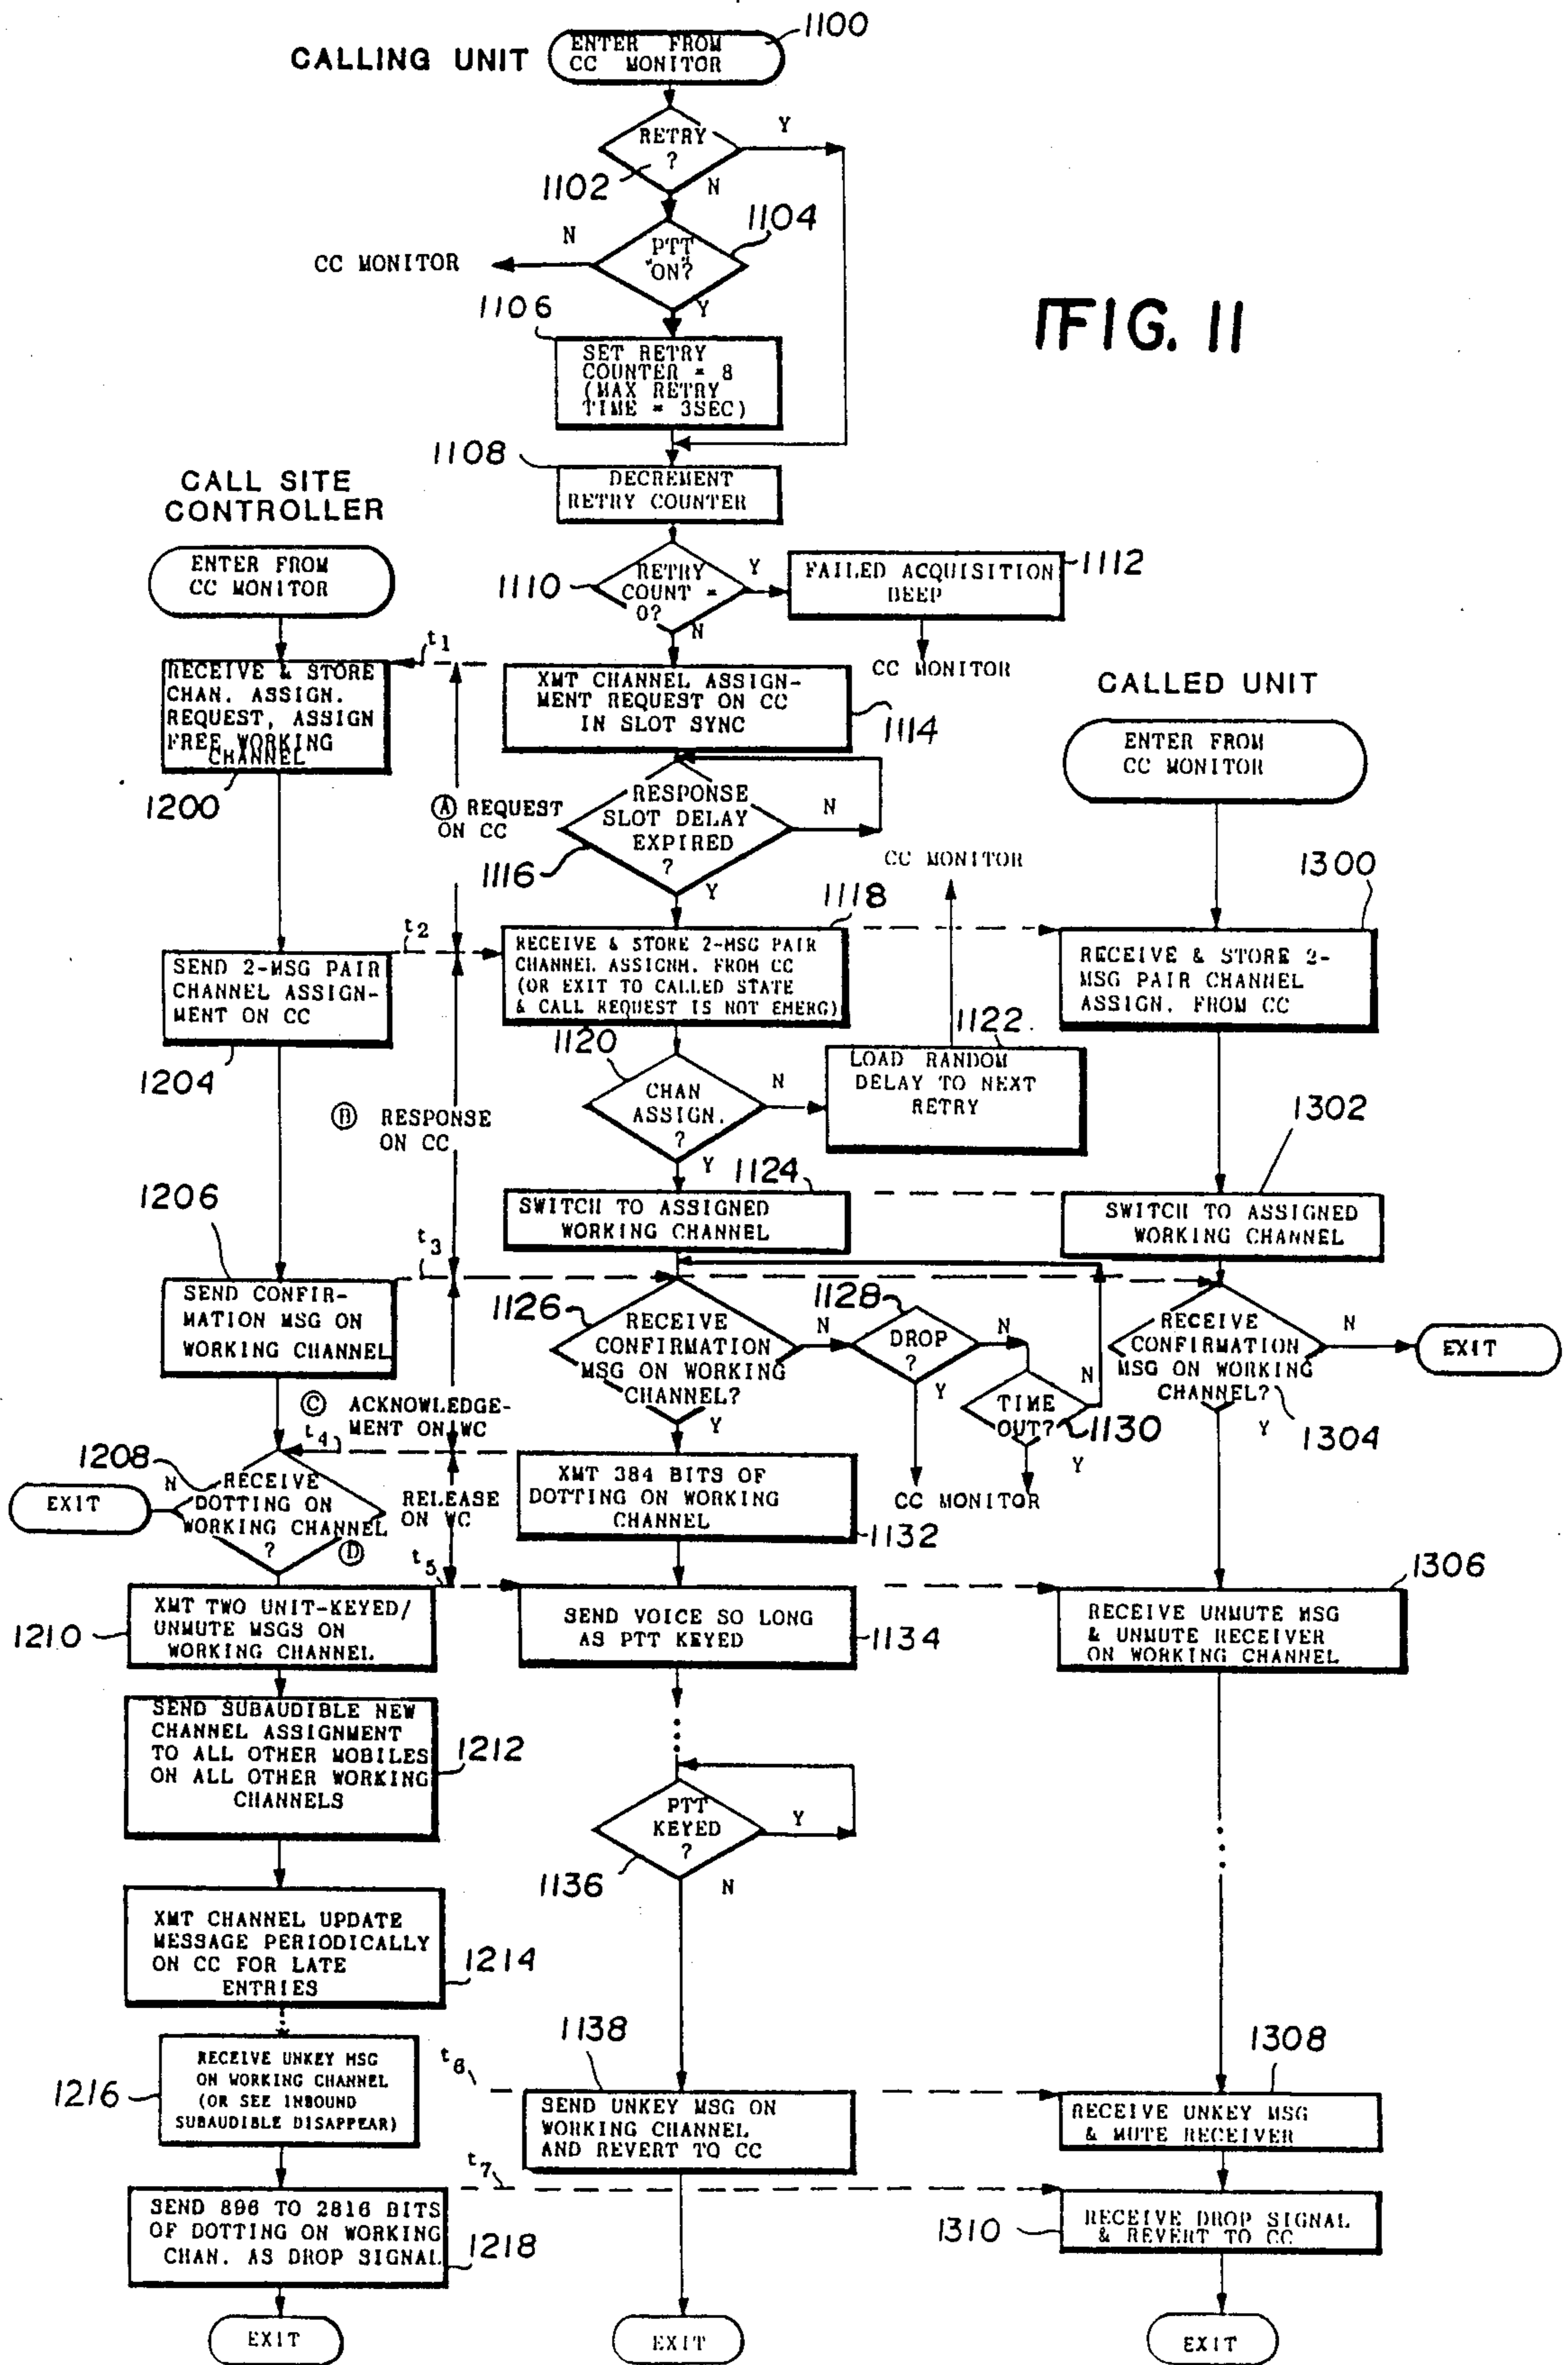 1100
CALLING UNIT
ENTER FROM
CC MONITOR
RETRY
?
Y
1102
N
1104
N
PTT
"ON"?
CC MONITOR
Y
1106
FIG. 11
SET RETRY
COUNTER = 8
(MAX RETRY
TIME = 3SEC)
1108
DECREMENT
RETRY COUNTER
CALL SITE
CONTROLLER
ENTER FROM
CC MONITOR
1110
RETRY
COUNT =
0?
Y
N
FAILED ACQUISITION
BEEP
1112
CC MONITOR
t1
RECEIVE & STORE
CHAN. ASSIGN.
REQUEST, ASSIGN
FREE WORKING
CHANNEL
1200
XMT CHANNEL ASSIGN-
MENT REQUEST ON CC
IN SLOT SYNC
1114
CALLED UNIT
ENTER FROM
CC MONITOR
Ⓐ REQUEST
ON CC
RESPONSE
SLOT DELAY
EXPIRED
?
N
1116
Y
CC MONITOR
1118
1300
t2
SEND 2-MSG PAIR
CHANNEL ASSIGN-
MENT ON CC
1204
RECEIVE & STORE 2-MSG PAIR
CHANNEL ASSIGNM. FROM CC
(OR EXIT TO CALLED STATE
& CALL REQUEST IS NOT EMERG)
RECEIVE & STORE 2-
MSG PAIR CHANNEL
ASSIGN. FROM CC
1120
1122
CHAN
ASSIGN.
?
N
Y
LOAD RANDOM
DELAY TO NEXT
RETRY
Ⓑ RESPONSE
ON CC
1302
1124
SWITCH TO ASSIGNED
WORKING CHANNEL
SWITCH TO ASSIGNED
WORKING CHANNEL
1206
t3
SEND CONFIR-
MATION MSG ON
WORKING CHANNEL
1126
RECEIVE
CONFIRMATION
MSG ON WORKING
CHANNEL?
N
Y
1128
DROP
?
N
Y
TIME
OUT?
N
1130
Y
CC MONITOR
RECEIVE
CONFIRMATION
MSG ON WORKING
CHANNEL?
N
EXIT
Y
1304
Ⓒ ACKNOWLEDGE-
MENT ON WC
t4
1208
N
EXIT
RECEIVE
DOTTING ON
WORKING CHANNEL
?
Ⓓ
RELEASE
ON WC
XMT 384 BITS OF
DOTTING ON WORKING
CHANNEL
1132
t5
1306
XMT TWO UNIT-KEYED/
UNMUTE MSGS ON
WORKING CHANNEL
1210
SEND VOICE SO LONG
AS PTT KEYED
1134
RECEIVE UNMUTE MSG
& UNMUTE RECEIVER
ON WORKING CHANNEL
SEND SUBAUDIBLE NEW
CHANNEL ASSIGNMENT
TO ALL OTHER MOBILES
ON ALL OTHER WORKING
CHANNELS
1212
PTT
KEYED
?
Y
1136
N
XMT CHANNEL UPDATE
MESSAGE PERIODICALLY
ON CC FOR LATE
ENTRIES
1214
RECEIVE UNKEY MSG
ON WORKING CHANNEL
(OR SEE INBOUND
SUBAUDIBLE DISAPPEAR)
1216
t6
1138
SEND UNKEY MSG ON
WORKING CHANNEL
AND REVERT TO CC
1308
RECEIVE UNKEY MSG
& MUTE RECEIVER
t7
SEND 896 TO 2816 BITS
OF DOTTING ON WORKING
CHAN. AS DROP SIGNAL
1218
1310
RECEIVE DROP SIGNAL
& REVERT TO CC
EXIT
EXIT
EXIT